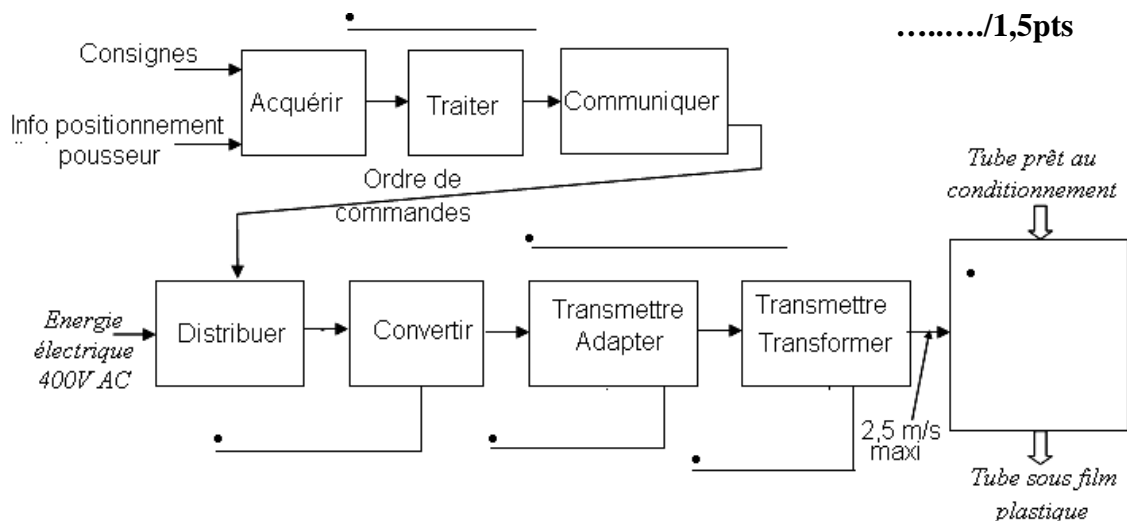 …..…./1,5pts
Consignes
Info positionnement
pousseur
Acquérir
Traiter
Communiquer
Ordre de
commandes
Tube prêt au
conditionnement
Energie
électrique
400V AC
Distribuer
Convertir
Transmettre
Adapter
Transmettre
Transformer
2,5 m/s
maxi
Tube sous film
plastique